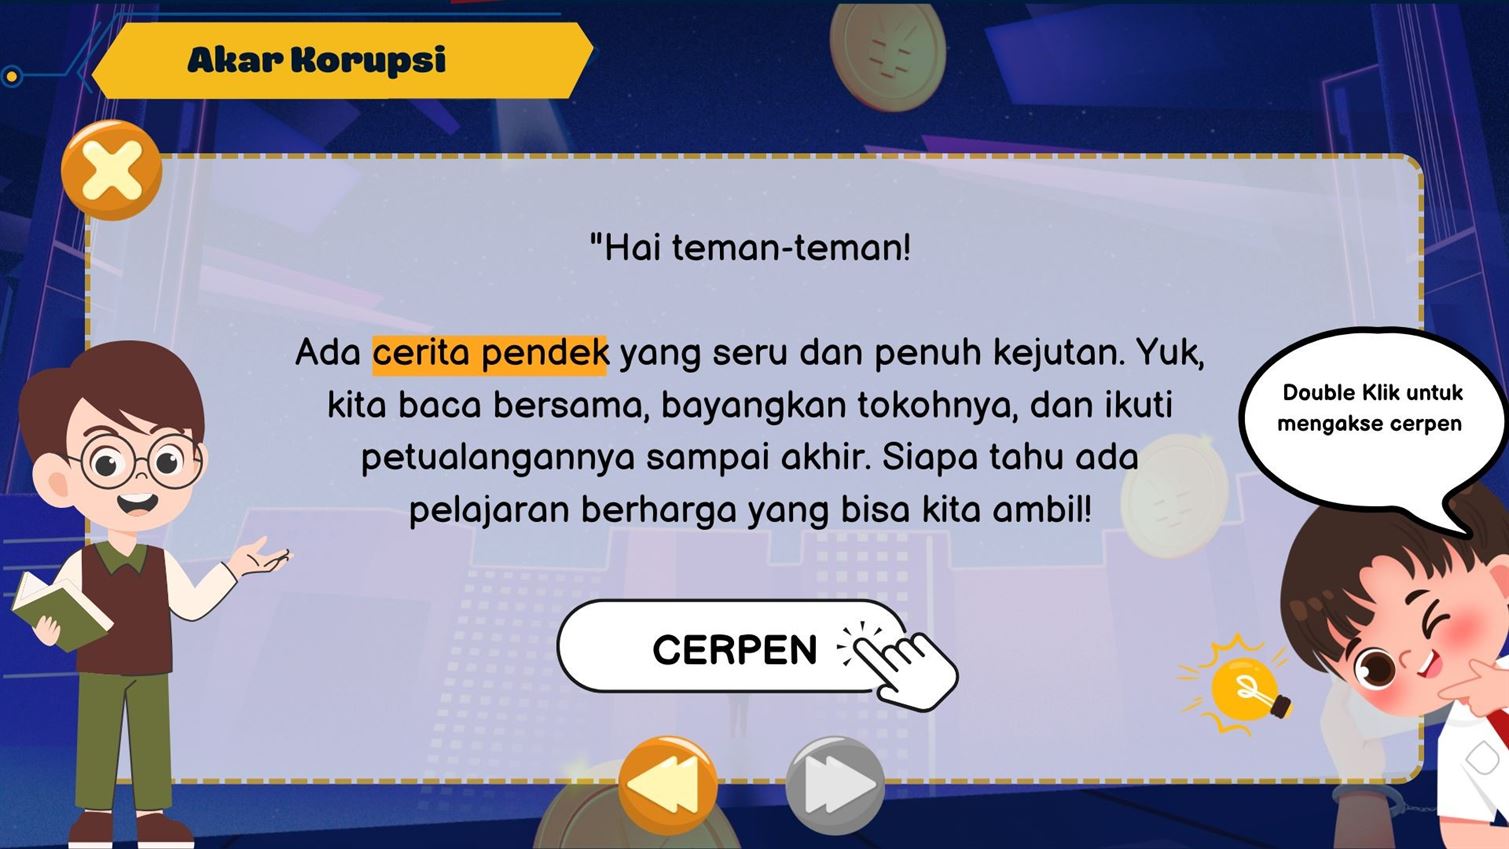 Akar Korupsi
"Hai teman-teman!
Ada cerita pendek yang seru dan penuh kejutan. Yuk,
kita baca bersama, bayangkan tokohnya, dan ikuti
petualangannya sampai akhir. Siapa tahu ada
pelajaran berharga yang bisa kita ambil!
Double Klik untuk
mengakse cerpen
CERPEN